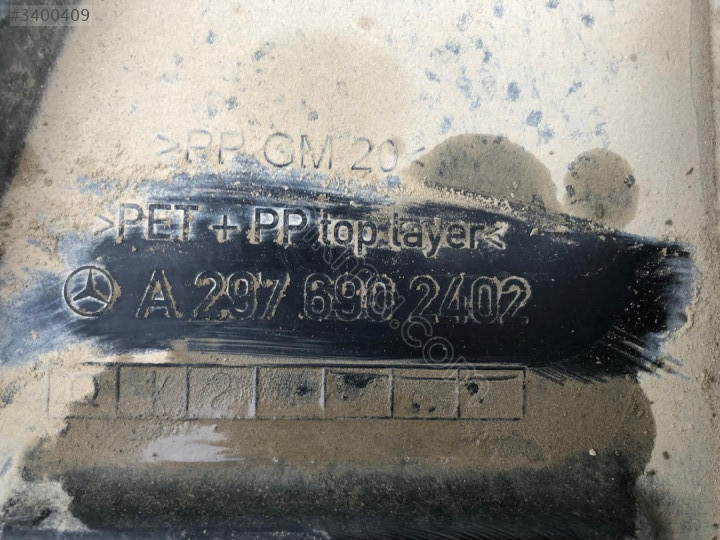 #3400409
>PP GM 20<
>PET + PP top layer<
A 297 690 2402